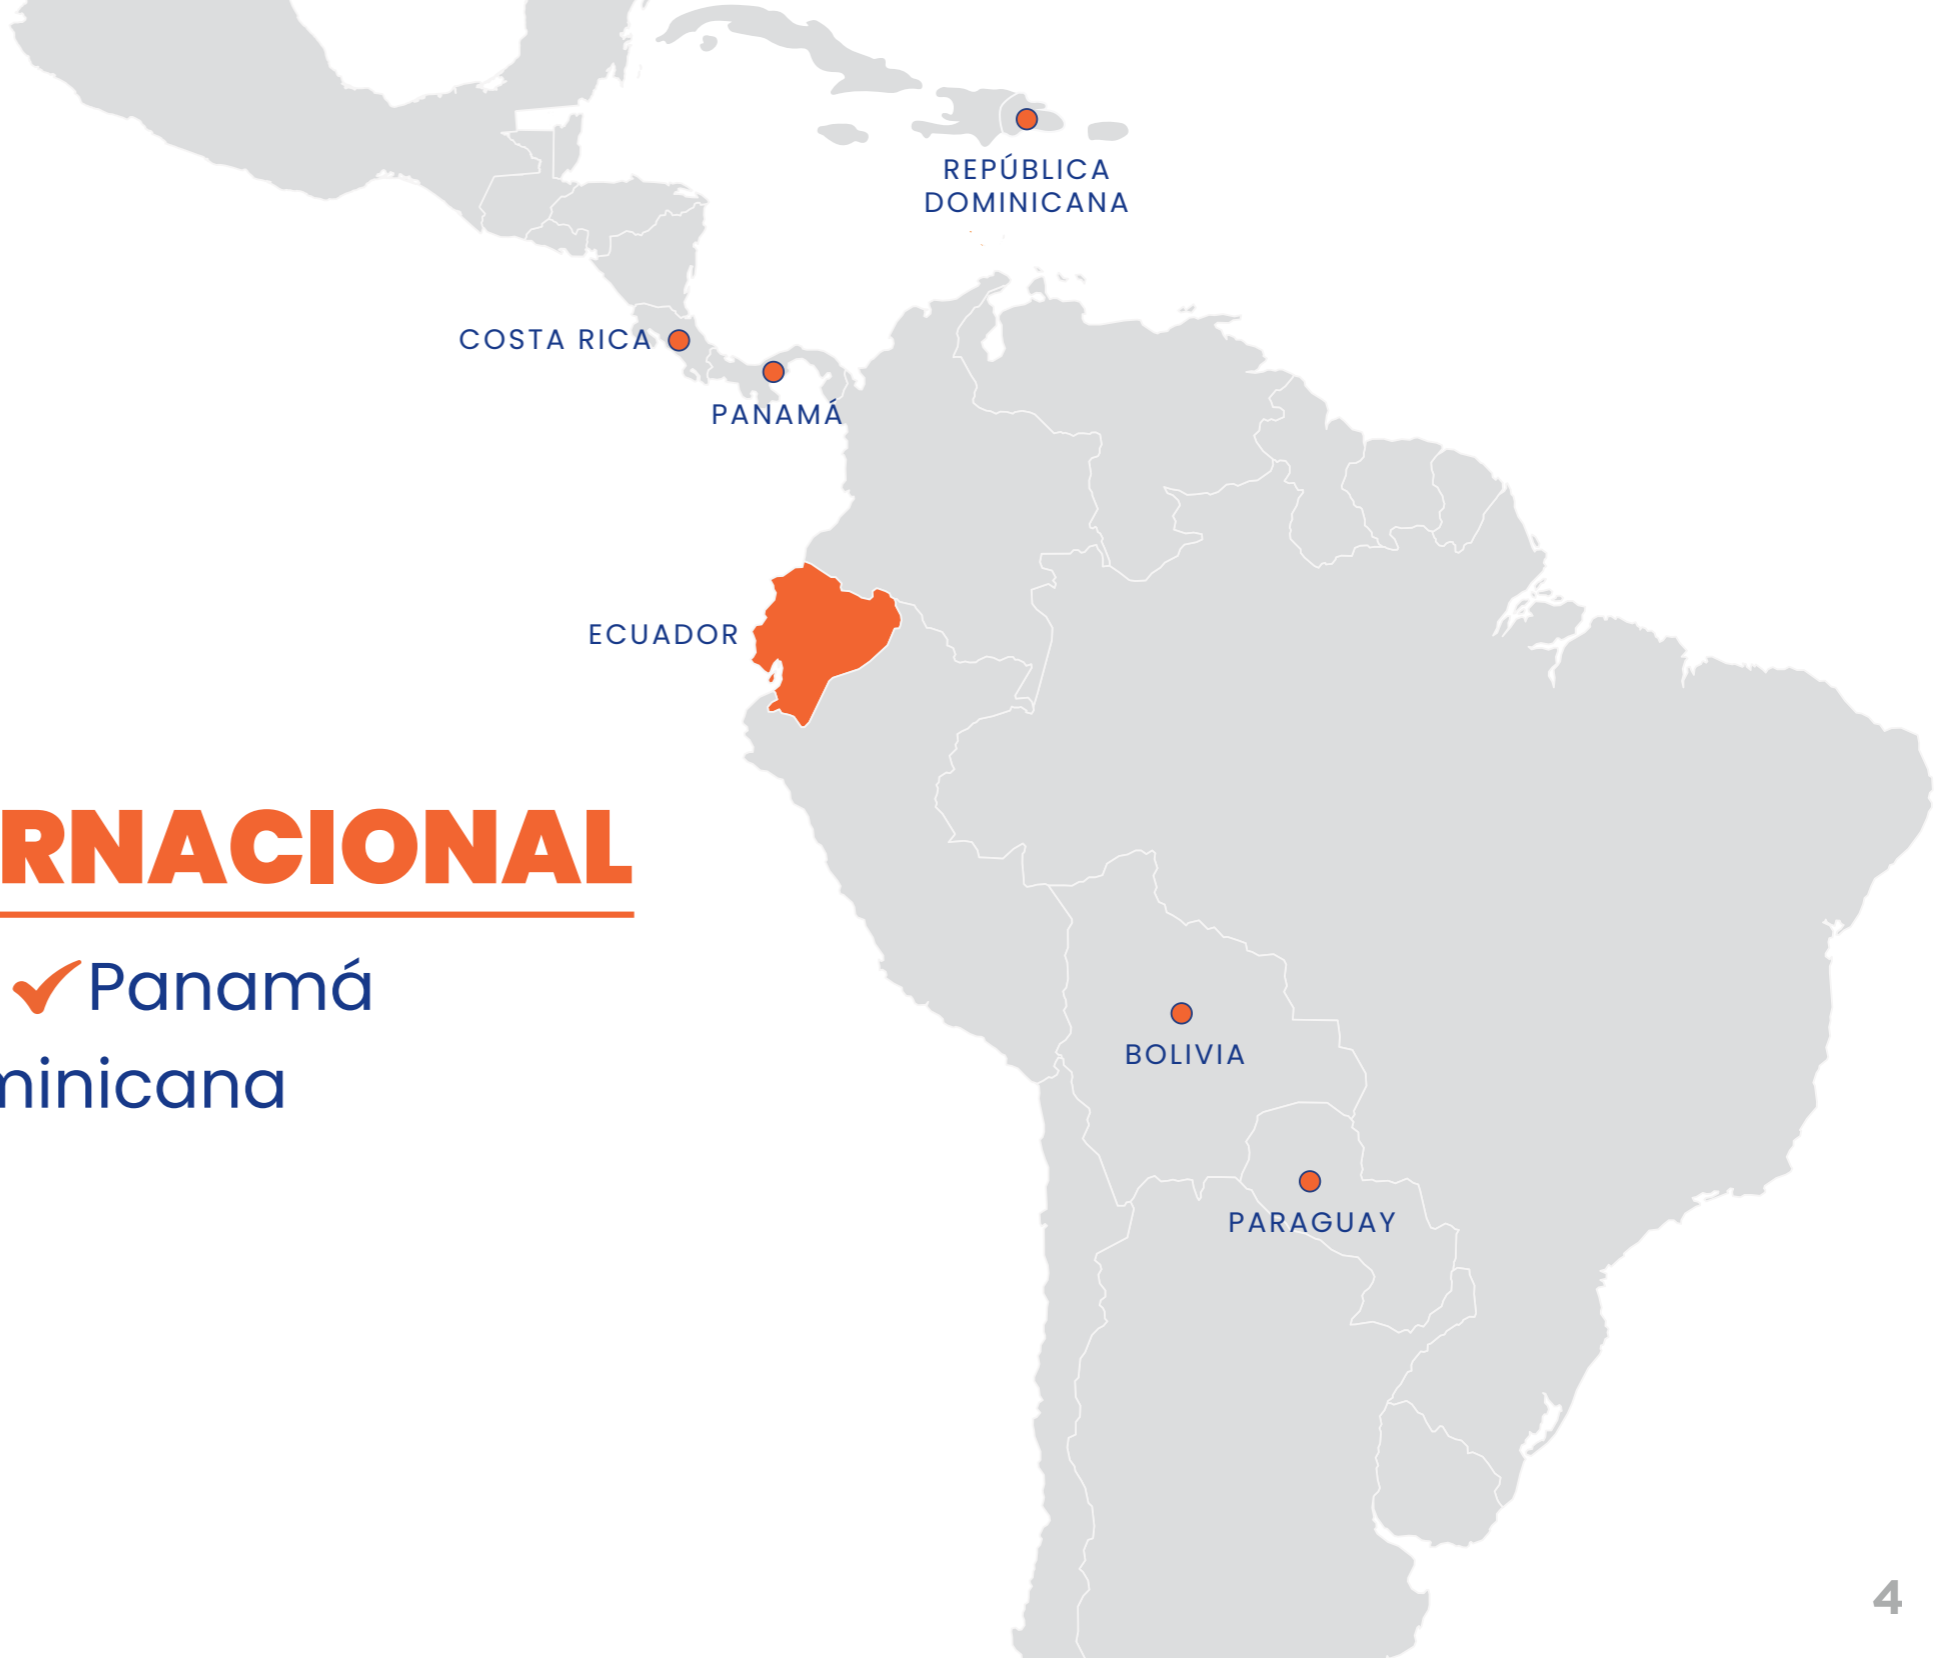 REPÚBLICA
DOMINICANA
COSTA RICA
PANAMÁ
ECUADOR
RNACIONAL
Panamá
minicana
BOLIVIA
PARAGUAY
4